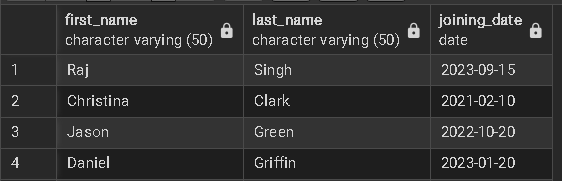 first_name last_name joining_date
character varying (50) character varying (50) date
1 Raj Singh 2023-09-15
2 Christina Clark 2021-02-10
3 Jason Green 2022-10-20
4 Daniel Griffin 2023-01-20